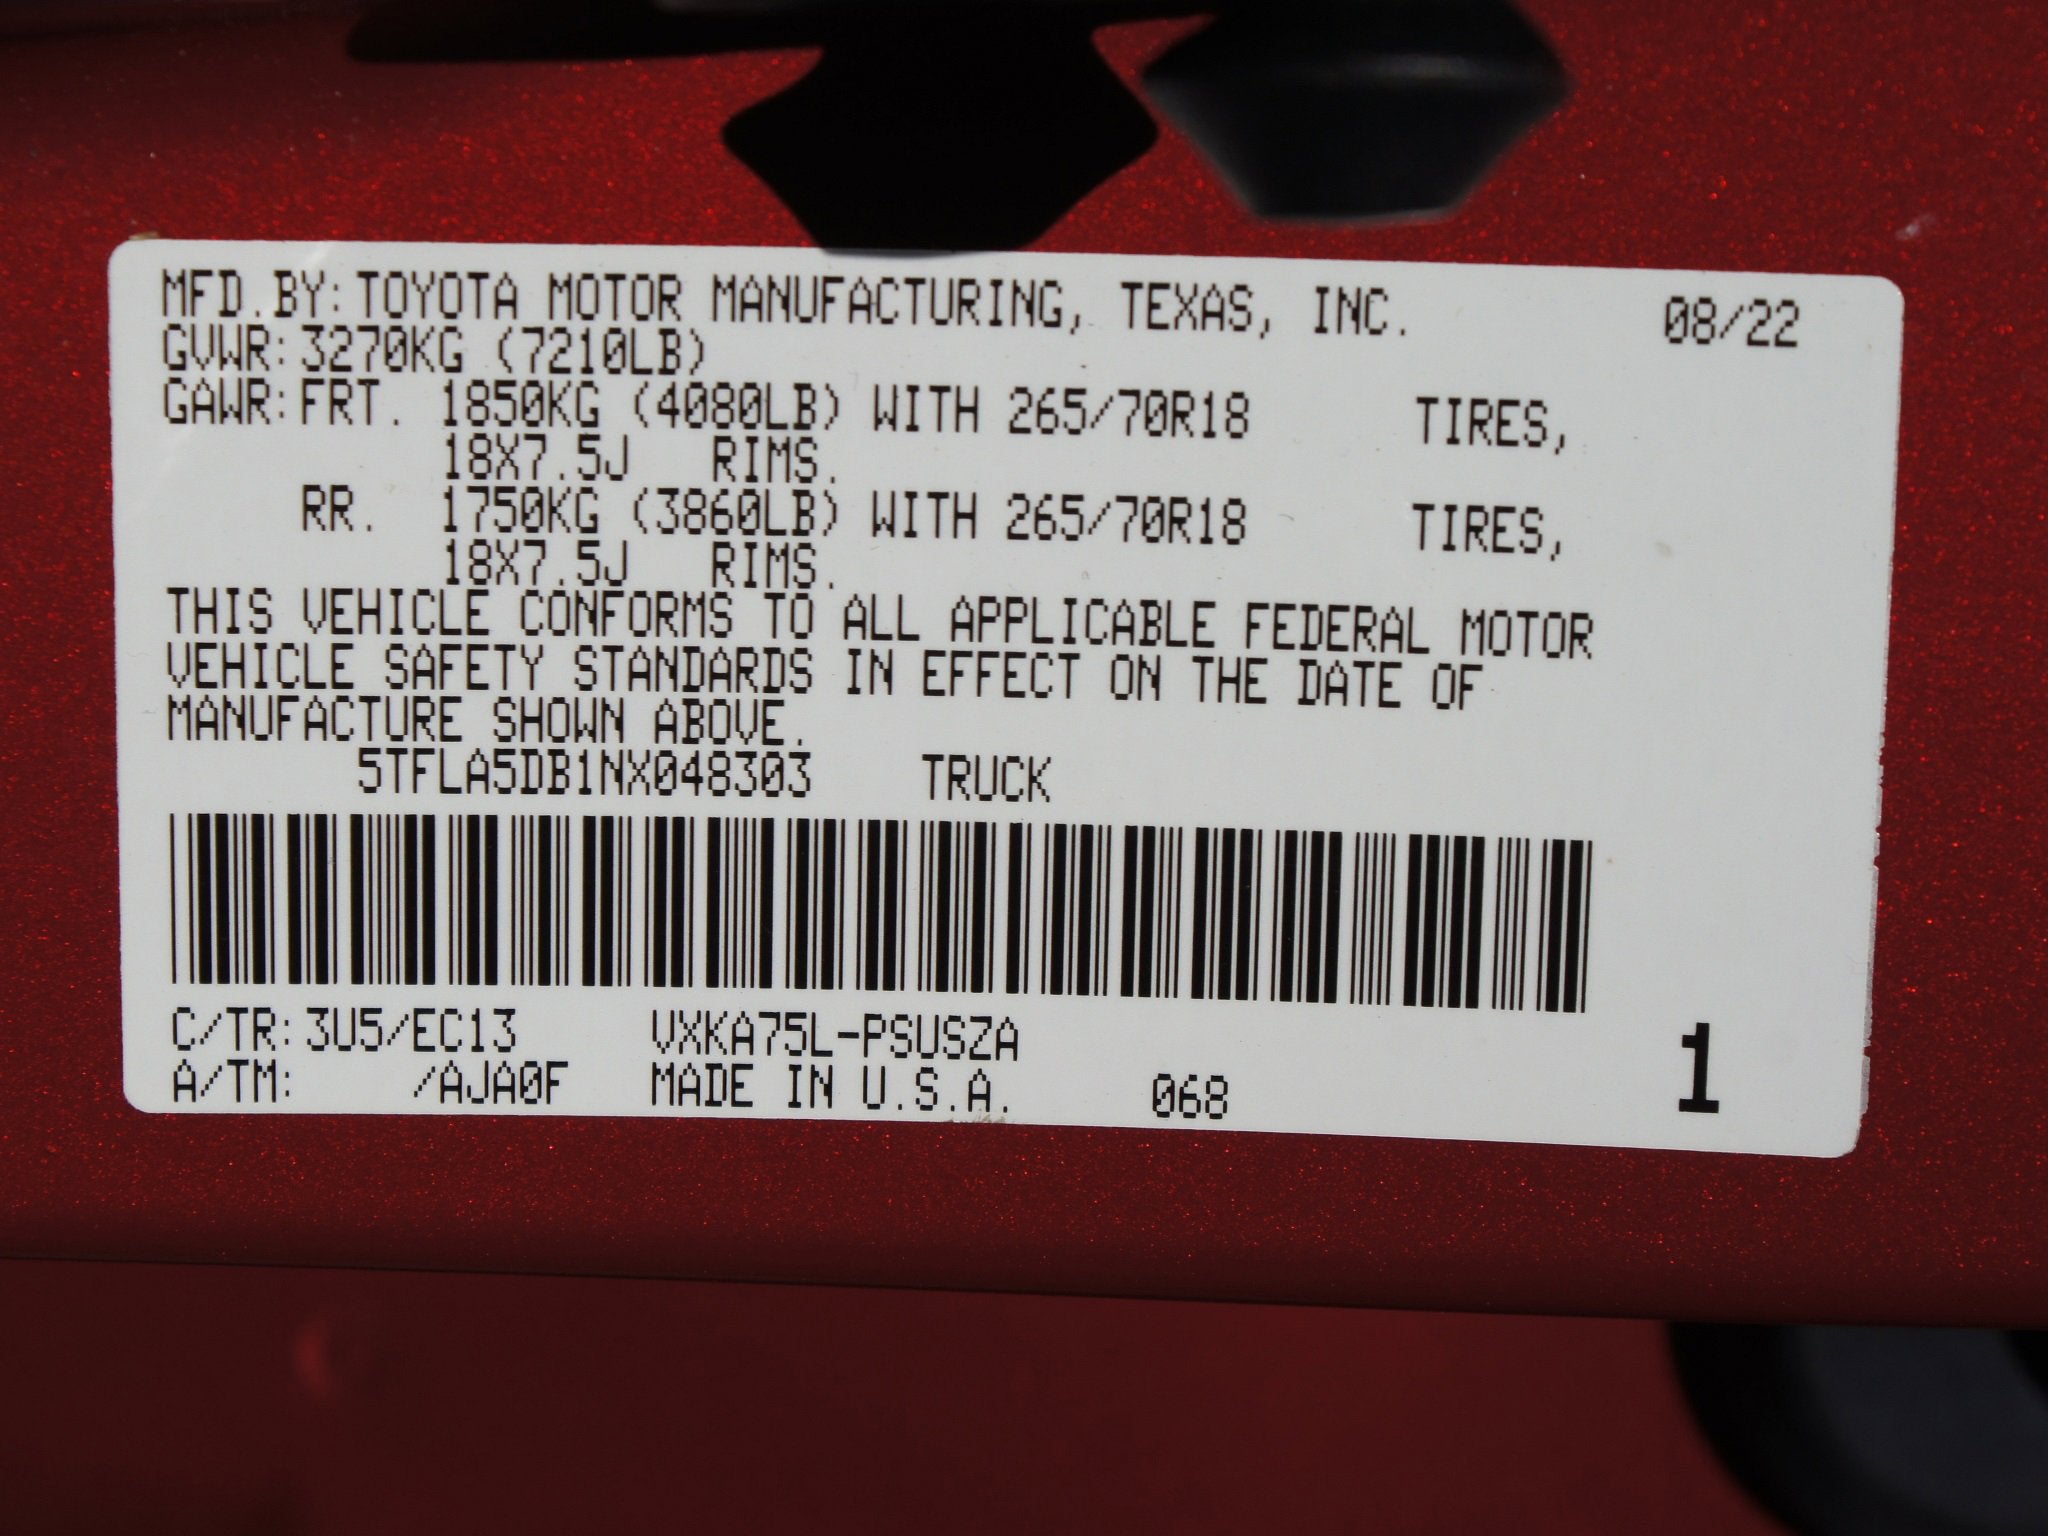 MFD.BY:TOYOTA MOTOR MANUFACTURING, TEXAS, INC. 08/22
GVWR:3270KG (7210LB)
GAWR:FRT. 1850KG (4080LB) WITH 265/70R18 TIRES,
18X7.5J RIMS.
RR. 1750KG (3860LB) WITH 265/70R18 TIRES,
18X7.5J RIMS.
THIS VEHICLE CONFORMS TO ALL APPLICABLE FEDERAL MOTOR
VEHICLE SAFETY STANDARDS IN EFFECT ON THE DATE OF
MANUFACTURE SHOWN ABOVE.
5TFLA5DB1NX048303 TRUCK
C/TR:3U5/EC13 VXKA75L-PSUSZA
A/TM: /AJA0F MADE IN U.S.A. 068 1